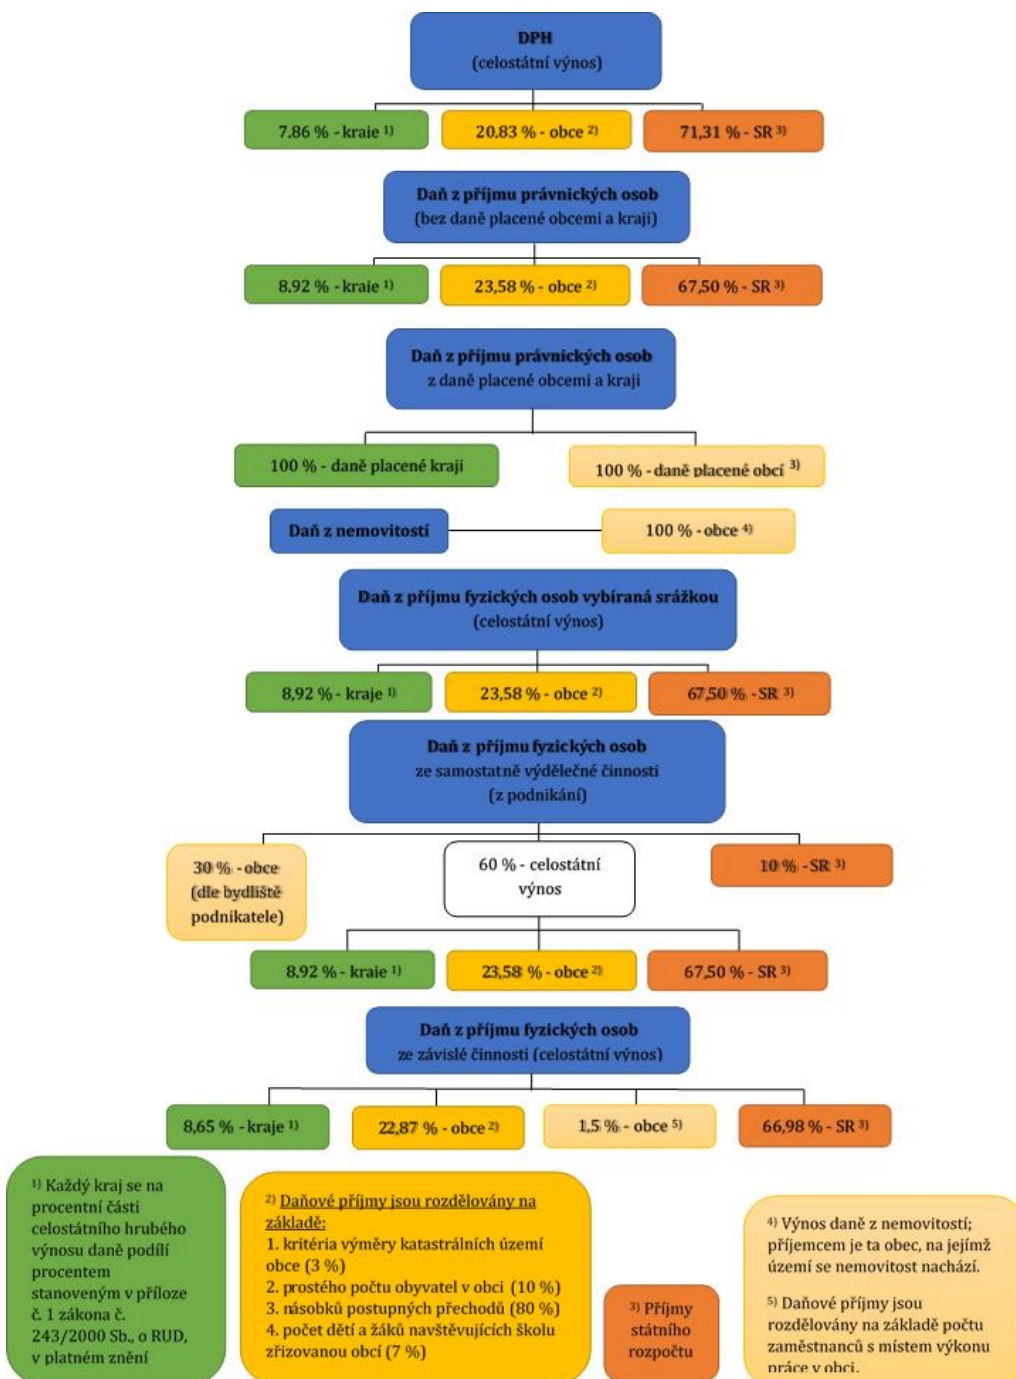 DPH
(celostátní výnos)
7,86 % - kraje 1)
20,83 % - obce 2)
71,31 % - SR 3)
Daň z příjmu právnických osob
(bez daně placené obcemi a kraji)
8,92 % - kraje 1)
23,58 % - obce 2)
67,50 % - SR 3)
Daň z příjmu právnických osob
z daně placené obcemi a kraji
100 % - daně placené kraji
100 % - daně placené obcí 3)
Daň z nemovitostí
100 % - obce 4)
Daň z příjmu fyzických osob vybíraná srážkou
(celostátní výnos)
8,92 % - kraje 1)
23,58 % - obce 2)
67,50 % - SR 3)
Daň z příjmu fyzických osob
ze samostatně výdělečné činnosti
(z podnikání)
30 % - obce
(dle bydliště
podnikatele)
60 % - celostátní
výnos
10 % - SR 3)
8,92 % - kraje 1)
23,58 % - obce 2)
67,50 % - SR 3)
Daň z příjmu fyzických osob
ze závislé činnosti (celostátní výnos)
8,65 % - kraje 1)
22,87 % - obce 2)
1,5 % - obce 5)
66,98 % - SR 3)
1) Každý kraj se na
procentní části
celostátního hrubého
výnosu daně podílí
procentem
stanoveným v příloze
č. 1 zákona č.
243/2000 Sb., o RUD,
v platném znění
2) Daňové příjmy jsou rozdělovány na
základě:
1. kritéria výměry katastrálních území
obce (3 %)
2. prostého počtu obyvatel v obci (10 %)
3. násobků postupných přechodů (80 %)
4. počet dětí a žáků navštěvujících školu
zřizovanou obcí (7 %)
3) Příjmy
státního
rozpočtu
4) Výnos daně z nemovitostí;
příjemcem je ta obec, na jejímž
území se nemovitost nachází.
5) Daňové příjmy jsou
rozdělovány na základě počtu
zaměstnanců s místem výkonu
práce v obci.